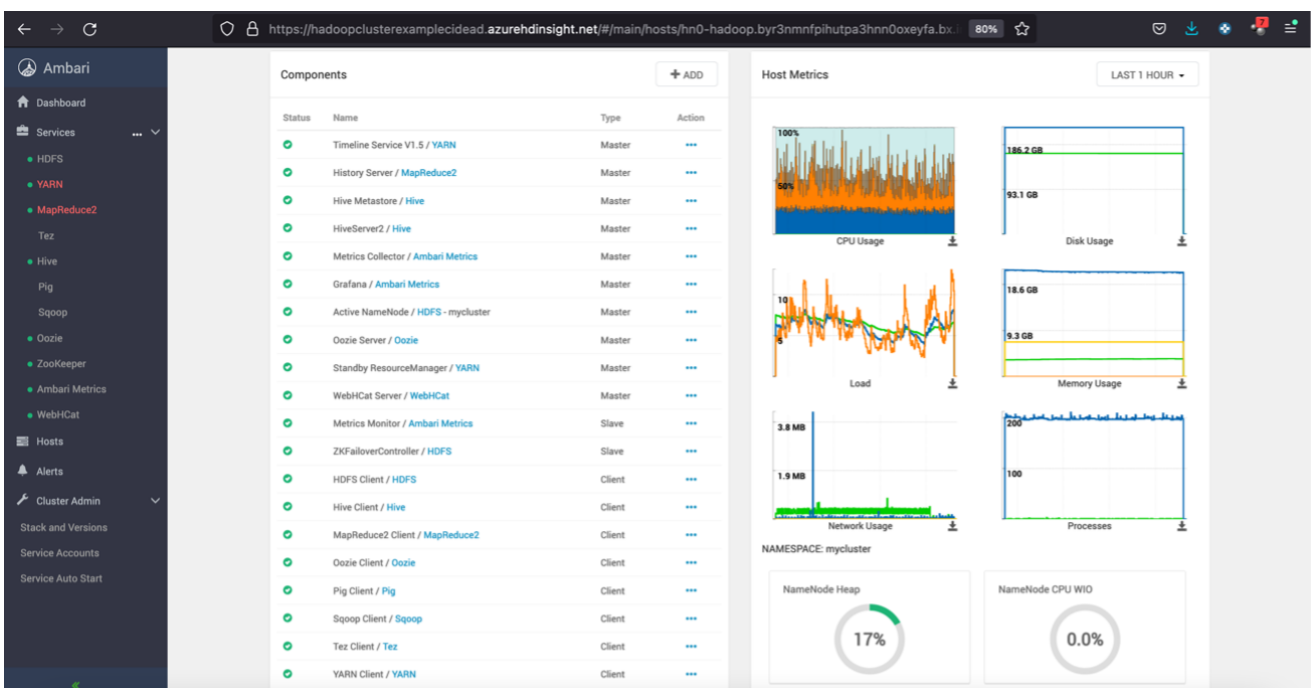 https://hadoopclusterexamplecidead.azurehdinsight.net/#/main/hosts/hn0-hadoop.byr3nmnfpihutpa3hnn0oxeyfa.bx.i
80%
7
Ambari
Dashboard
Services ...
HDFS
YARN
MapReduce2
Tez
Hive
Pig
Sqoop
Oozie
ZooKeeper
Ambari Metrics
WebHCat
Hosts
Alerts
Cluster Admin
Stack and Versions
Service Accounts
Service Auto Start
Components
+ ADD
Status Name Type Action
Timeline Service V1.5 / YARN Master ...
History Server / MapReduce2 Master ...
Hive Metastore / Hive Master ...
HiveServer2 / Hive Master ...
Metrics Collector / Ambari Metrics Master ...
Grafana / Ambari Metrics Master ...
Active NameNode / HDFS - mycluster Master ...
Oozie Server / Oozie Master ...
Standby ResourceManager / YARN Master ...
WebHCat Server / WebHCat Master ...
Metrics Monitor / Ambari Metrics Slave ...
ZKFailoverController / HDFS Slave ...
HDFS Client / HDFS Client ...
Hive Client / Hive Client ...
MapReduce2 Client / MapReduce2 Client ...
Oozie Client / Oozie Client ...
Pig Client / Pig Client ...
Sqoop Client / Sqoop Client ...
Tez Client / Tez Client ...
YARN Client / YARN Client ...
Host Metrics
LAST 1 HOUR
100%
50%
CPU Usage
186.2 GB
93.1 GB
Disk Usage
10
5
Load
18.6 GB
9.3 GB
Memory Usage
3.8 MB
1.9 MB
Network Usage
200
100
Processes
NAMESPACE: mycluster
NameNode Heap
17%
NameNode CPU WIO
0.0%